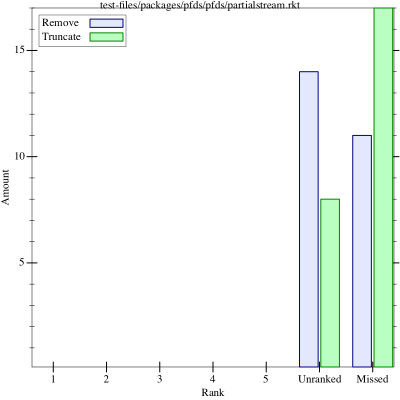 test-files/packages/pfds/pfds/partialstream.rkt
Remove
Truncate
15
10
5
Amount
1 2 3 4 5 Unranked Missed
Rank